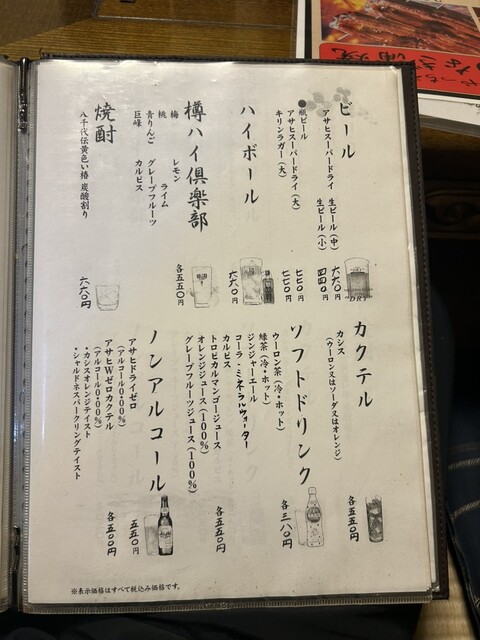 ビール
アサヒスーパードライ 生ビール(中) 六六〇円
生ビール(小) 四四〇円
●瓶ビール
アサヒスーパードライ(大) 七七〇円
キリンラガー(大) 七七〇円
ハイボール 六六〇円
樽ハイ倶楽部 各五五〇円
レモン
ライム
グレープフルーツ
カルピス
梅
桃
青りんご
巨峰
焼酎
八千代伝黄色い椿 炭酸割り 六六〇円
カクテル
カシス 各五五〇円
(ウーロン又はソーダ又はオレンジ)
ソフトドリンク
ウーロン茶(冷・ホット) 各三八〇円
緑茶(冷・ホット)
ジンジャーエール
コーラ・ミネラルウォーター
カルピス
トロピカルマンゴージュース 各五五〇円
オレンジジュース(100%)
グレープフルーツジュース(100%)
ノンアルコール
アサヒドライゼロ 五五〇円
(アルコール0.00%)
アサヒWゼロカクテル 各五五〇円
(アルコール0.00%)
・カシスオレンジテイスト
・シャルドネスパークリングテイスト
※表示価格はすべて税込み価格です。
DRY